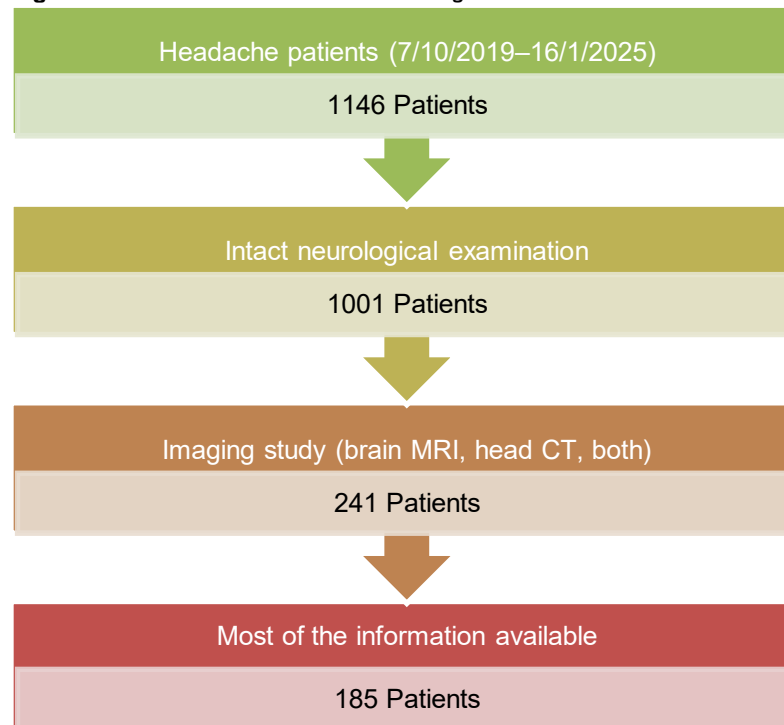 Headache patients (7/10/2019–16/1/2025)
1146 Patients
Intact neurological examination
1001 Patients
Imaging study (brain MRI, head CT, both)
241 Patients
Most of the information available
185 Patients